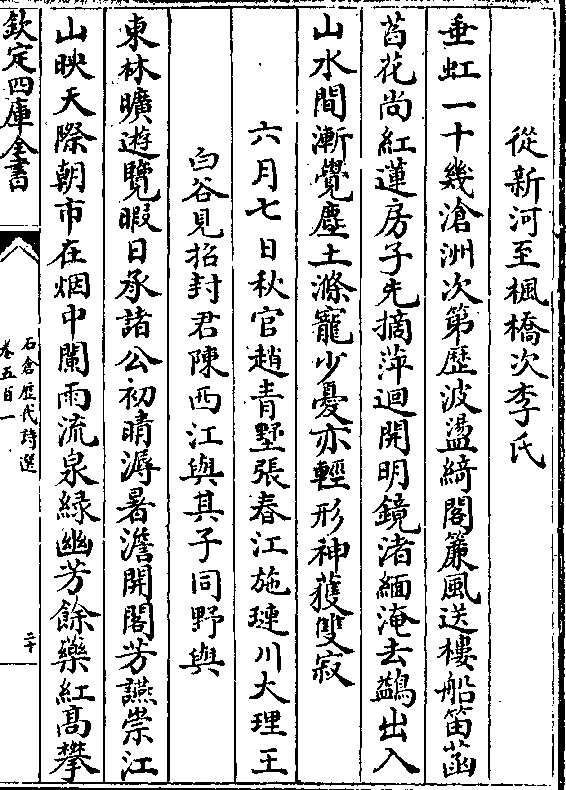 從新河至楓橋次李氏
垂虹一十幾滄洲次第歷波盪綺閣簾風送樓船笛菡
萏花尚紅蓮房子先摘萍迴開明鏡渚緬淹去鷁出入
山水間漸覺塵土滌寵少憂亦輕形神獲雙寂
六月七日秋官趙青墅張春江施璉川大理王
白谷見招封君陳西江與其子同野與
東林曠遊覽暇日承諸公初晴溽暑澹開閣芳讌崇江
山映天際朝市在烟中闌雨流泉緑幽芳餘藥紅髙攀
欽定四庫全書
石倉歷代詩選
卷五百一
二十